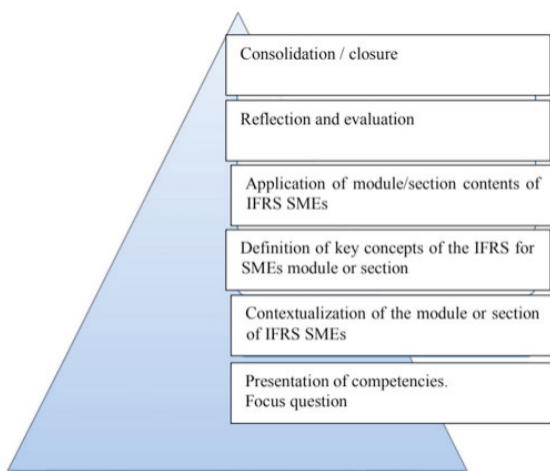 Consolidation / closure
Reflection and evaluation
Application of module/section contents of
IFRS SMEs
Definition of key concepts of the IFRS for
SMEs module or section
Contextualization of the module or section
of IFRS SMEs
Presentation of competencies.
Focus question